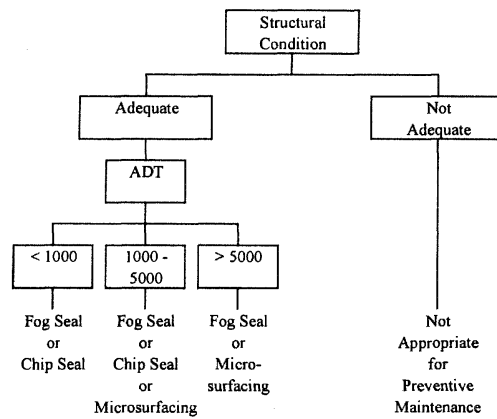 Structural
Condition
Adequate
Not
Adequate
ADT
< 1000
1000 -
5000
> 5000
Fog Seal
or
Chip Seal
Fog Seal
or
Chip Seal
or
Microsurfacing
Fog Seal
or
Micro-
surfacing
Not
Appropriate
for
Preventive
Maintenance